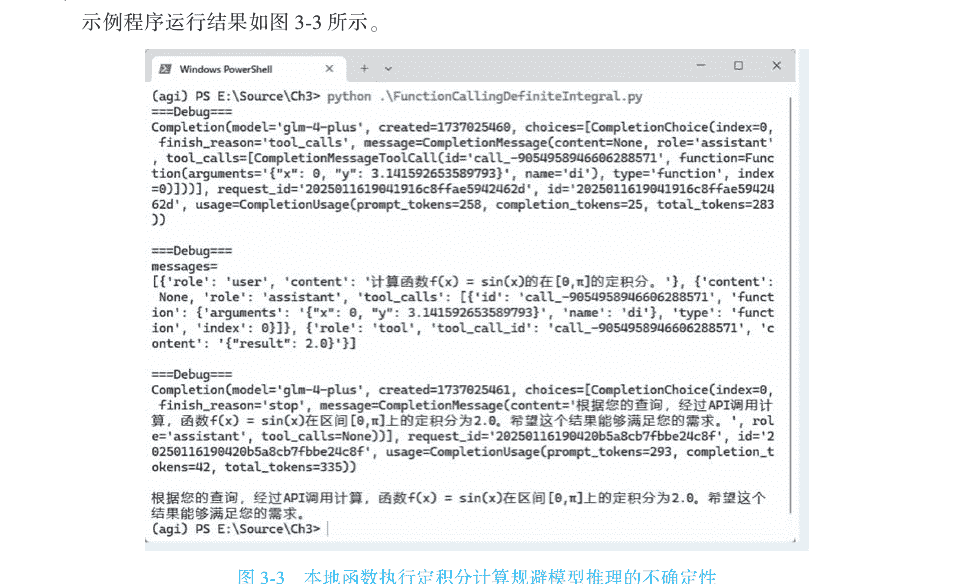 示例程序运行结果如图 3-3 所示。
Windows PowerShell
(agi) PS E:\Source\Ch3> python .\FunctionCallingDefiniteIntegral.py
===Debug===
Completion(model='glm-4-plus', created=1737025460, choices=[CompletionChoice(index=0,
finish_reason='tool_calls', message=CompletionMessage(content=None, role='assistant'
, tool_calls=[CompletionMessageToolCall(id='call_-9054958946606288571', function=Func
tion(arguments='{"x": 0, "y": 3.141592653589793}', name='di'), type='function', index
=0)]))], request_id='2025011619041916c8ffae5942462d', id='2025011619041916c8ffae59424
62d', usage=CompletionUsage(prompt_tokens=258, completion_tokens=25, total_tokens=283
))
===Debug===
messages=
[{'role': 'user', 'content': '计算函数f(x) = sin(x)的在[0,π]的定积分。'}, {'content':
None, 'role': 'assistant', 'tool_calls': [{'id': 'call_-9054958946606288571', 'funct
ion': {'arguments': '{"x": 0, "y": 3.141592653589793}', 'name': 'di'}, 'type': 'funct
ion', 'index': 0}]}, {'role': 'tool', 'tool_call_id': 'call_-9054958946606288571', 'c
ontent': '{"result": 2.0}'}]
===Debug===
Completion(model='glm-4-plus', created=1737025461, choices=[CompletionChoice(index=0,
finish_reason='stop', message=CompletionMessage(content='根据您的查询，经过API调用计
算，函数f(x) = sin(x)在区间[0,π]上的定积分为2.0。希望这个结果能够满足您的需求。', rol
e='assistant', tool_calls=None))], request_id='20250116190420b5a8cb7fbbe24c8f', id='2
0250116190420b5a8cb7fbbe24c8f', usage=CompletionUsage(prompt_tokens=293, completion_t
okens=42, total_tokens=335))
根据您的查询，经过API调用计算，函数f(x) = sin(x)在区间[0,π]上的定积分为2.0。希望这个
结果能够满足您的需求。
(agi) PS E:\Source\Ch3>
图 3-3 本地函数执行定积分计算规避模型推理的不确定性